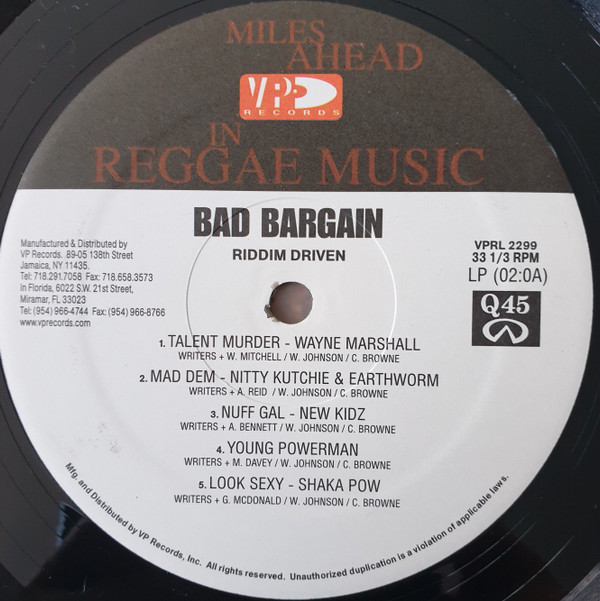 MILES
AHEAD
VP
RECORDS
IN
REGGAE MUSIC
BAD BARGAIN
RIDDIM DRIVEN
Manufactured & Distributed by
VP Records. 89-05 138th Street
Jamaica, NY 11435.
Tel: 718.291.7058 Fax: 718.658.3573
In Florida, 6022 S.W. 21st Street,
Miramar, FL 33023
Tel: (954) 966-4744 Fax: (954) 966-8766
www.vprecords.com
VPRL 2299
33 1/3 RPM
LP (02:0A)
Q45
1. TALENT MURDER - WAYNE MARSHALL
WRITERS + W. MITCHELL / W. JOHNSON / C. BROWNE
2. MAD DEM - NITTY KUTCHIE & EARTHWORM
WRITERS + A. REID / W. JOHNSON / C. BROWNE
3. NUFF GAL - NEW KIDZ
WRITERS + A. BENNETT / W. JOHNSON / C. BROWNE
4. YOUNG POWERMAN
WRITERS + M. DAVEY / W. JOHNSON / C. BROWNE
5. LOOK SEXY - SHAKA POW
WRITERS + G. MCDONALD / W. JOHNSON / C. BROWNE
Mfg. and Distributed by VP Records, Inc. All rights reserved. Unauthorized duplication is a violation of applicable laws.